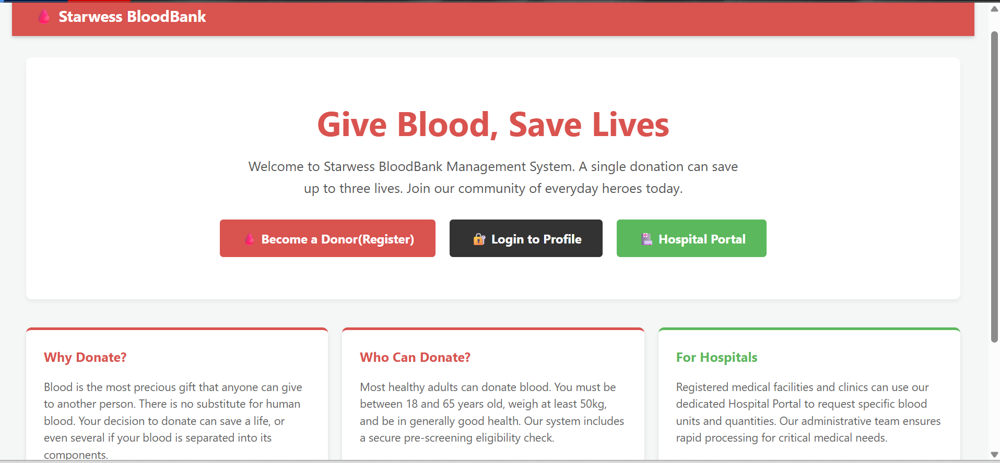 Starwess BloodBank
Give Blood, Save Lives
Welcome to Starwess BloodBank Management System. A single donation can save
up to three lives. Join our community of everyday heroes today.
Become a Donor(Register)
Login to Profile
Hospital Portal
Why Donate?
Blood is the most precious gift that anyone can give
to another person. There is no substitute for human
blood. Your decision to donate can save a life, or
even several if your blood is separated into its
components.
Who Can Donate?
Most healthy adults can donate blood. You must be
between 18 and 65 years old, weigh at least 50kg,
and be in generally good health. Our system includes
a secure pre-screening eligibility check.
For Hospitals
Registered medical facilities and clinics can use our
dedicated Hospital Portal to request specific blood
units and quantities. Our administrative team ensures
rapid processing for critical medical needs.